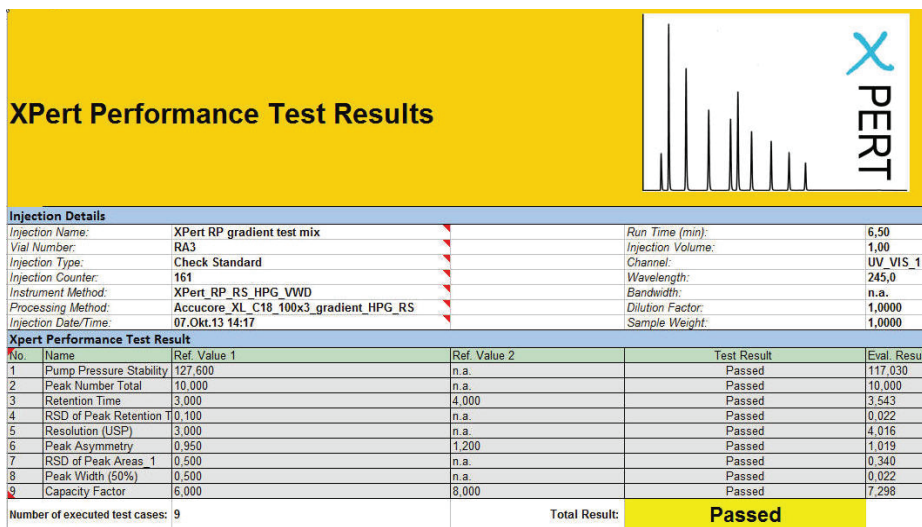 XPert Performance Test Results
X PERT
Injection Details
Injection Name: XPert RP gradient test mix Run Time (min): 6,50
Vial Number: RA3 Injection Volume: 1,00
Injection Type: Check Standard Channel: UV_VIS_1
Injection Counter: 161 Wavelength: 245,0
Instrument Method: XPert_RP_RS_HPG_VWD Bandwidth: n.a.
Processing Method: Accucore_XL_C18_100x3_gradient_HPG_RS Dilution Factor: 1,0000
Injection Date/Time: 07.Okt.13 14:17 Sample Weight: 1,0000
Xpert Performance Test Result
No. Name Ref. Value 1 Ref. Value 2 Test Result Eval. Resu
1 Pump Pressure Stability 127,600 n.a. Passed 117,030
2 Peak Number Total 10,000 n.a. Passed 10,000
3 Retention Time 3,000 4,000 Passed 3,543
4 RSD of Peak Retention T 0,100 n.a. Passed 0,022
5 Resolution (USP) 3,000 n.a. Passed 4,016
6 Peak Asymmetry 0,950 1,200 Passed 1,019
7 RSD of Peak Areas_1 0,500 n.a. Passed 0,340
8 Peak Width (50%) 0,500 n.a. Passed 0,022
9 Capacity Factor 6,000 8,000 Passed 7,298
Number of executed test cases: 9 Total Result: Passed